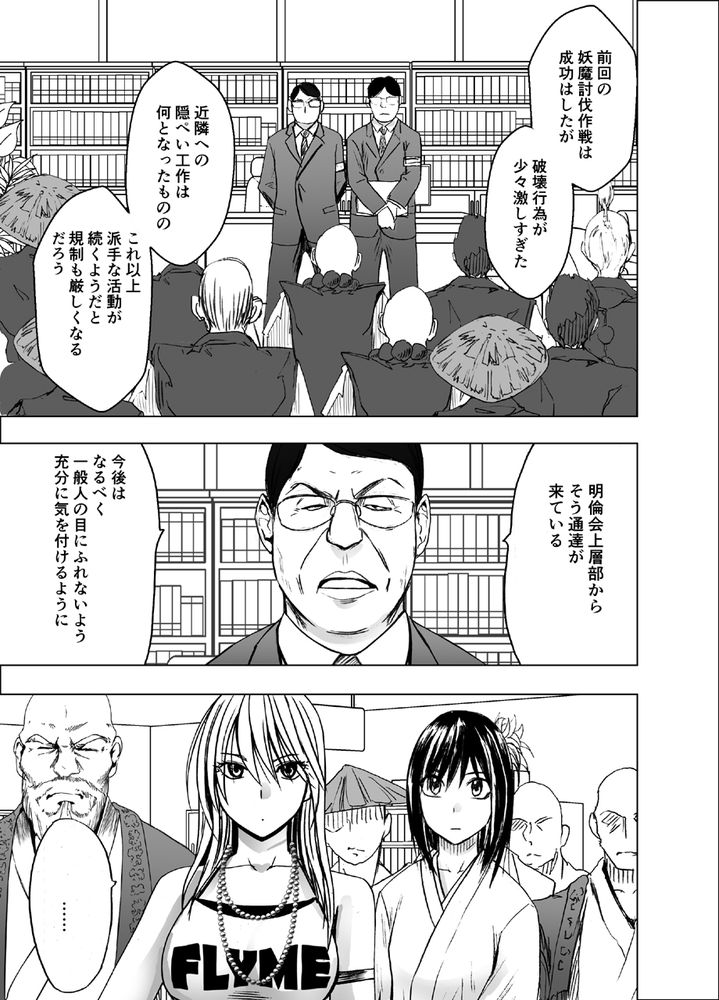 前回の
妖魔討伐作戦は
成功はしたが
破壊行為が
少々激しすぎた
近隣への
隠ぺい工作は
何となったものの
これ以上
派手な活動が
続くようだと
規制も厳しくなる
だろう
明倫会上層部から
そう通達が
来ている
今後は
なるべく
一般人の目にふれないよう
充分に気を付けるように
………
FLYME